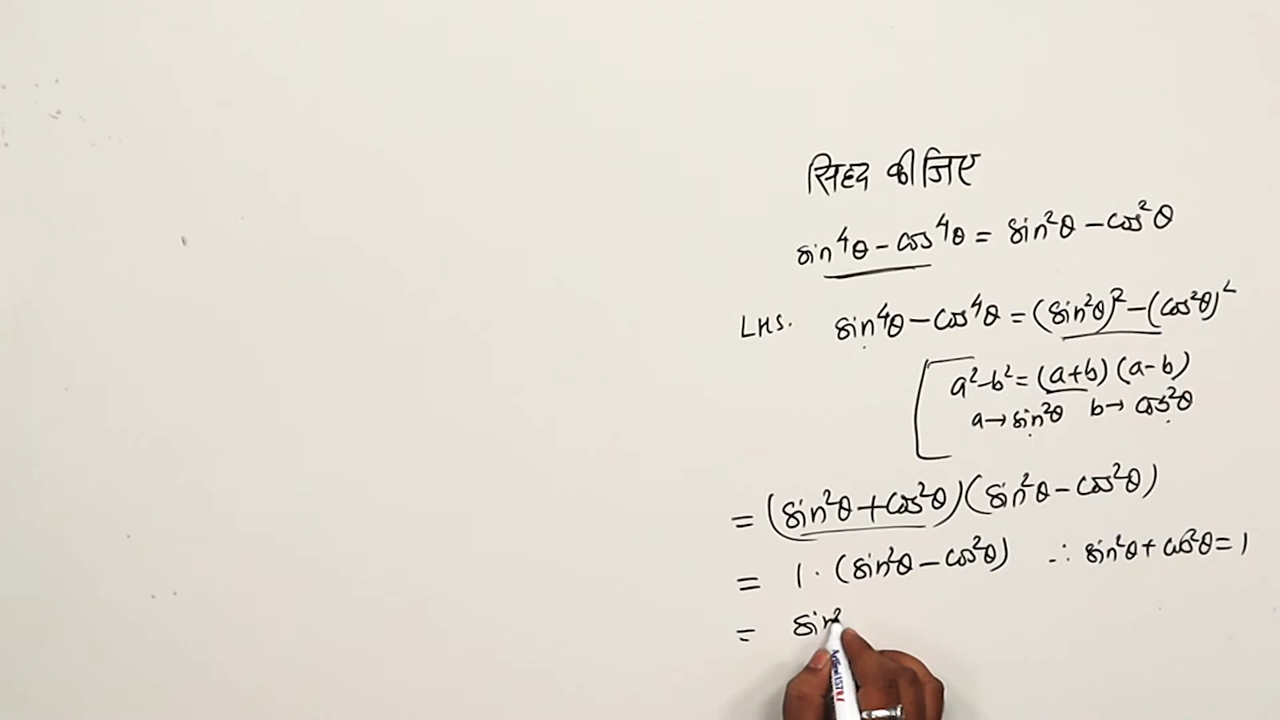 सिद्ध कीजिए
sin⁴θ - cos⁴θ = sin²θ - cos²θ
LHS. sin⁴θ - cos⁴θ = (sin²θ)² - (cos²θ)²
a² - b² = (a+b) (a-b)
a → sin²θ b → cos²θ
= (sin²θ + cos²θ)(sin²θ - cos²θ)
= 1 · (sin²θ - cos²θ) ∴ sin²θ + cos²θ = 1
= sin²